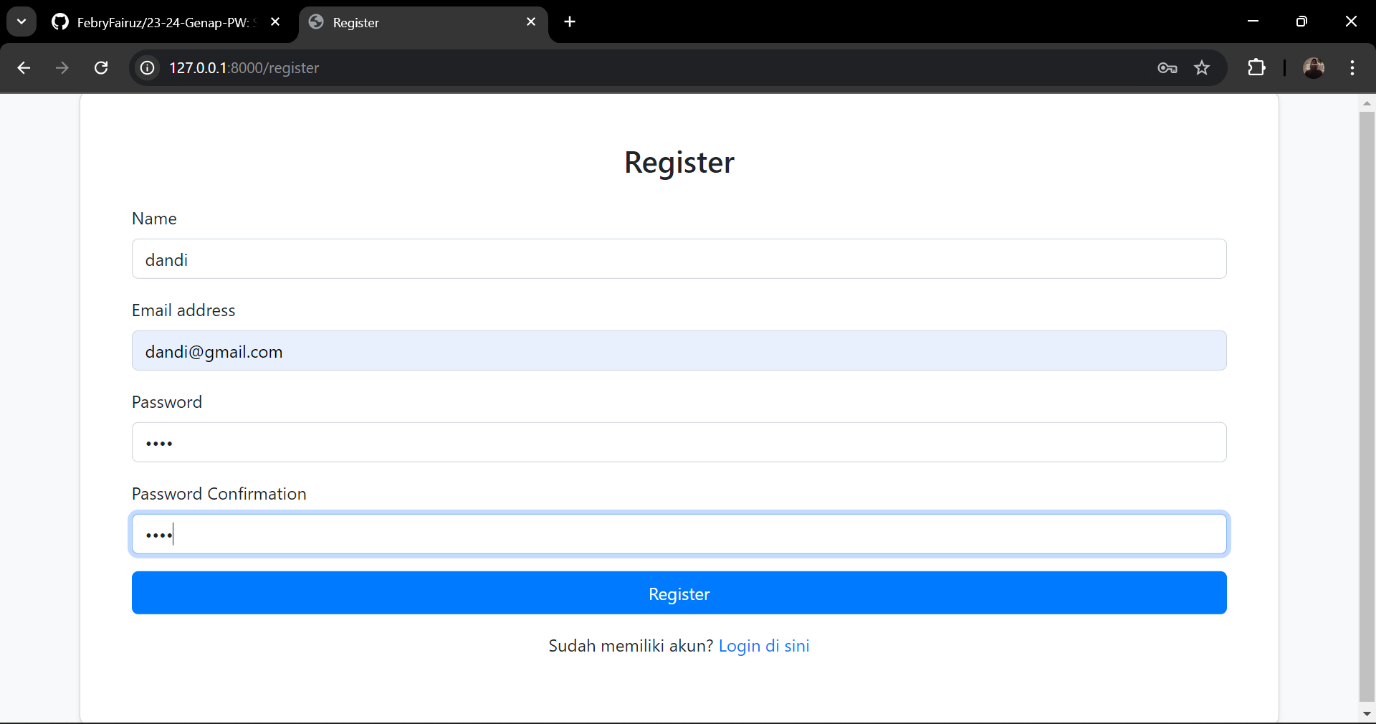 FebryFairuz/23-24-Genap-PW:
Register
127.0.0.1:8000/register
Register
Name
dandi
Email address
dandi@gmail.com
Password
••••
Password Confirmation
••••
Register
Sudah memiliki akun? Login di sini